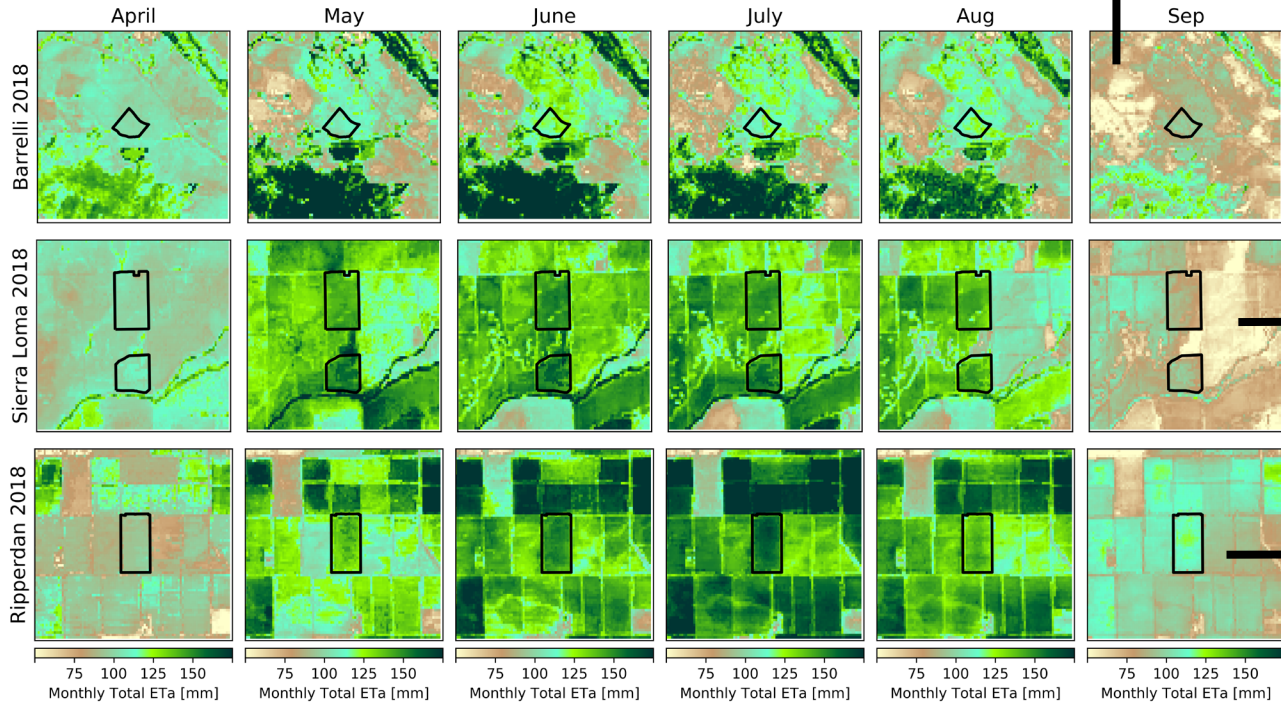 April May June July Aug Sep
Barrelli 2018
Sierra Loma 2018
Ripperdan 2018
75 100 125 150 75 100 125 150 75 100 125 150 75 100 125 150 75 100 125 150 75 100 125 150
Monthly Total ETa [mm] Monthly Total ETa [mm] Monthly Total ETa [mm] Monthly Total ETa [mm] Monthly Total ETa [mm] Monthly Total ETa [mm]